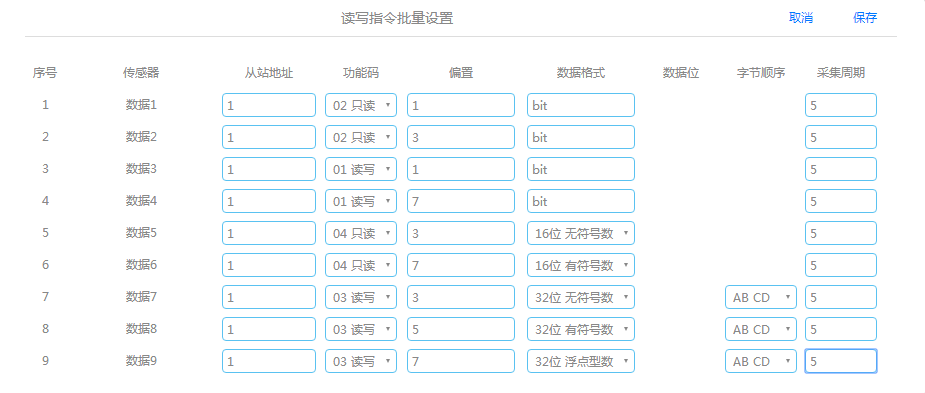 读写指令批量设置 取消 保存
序号 传感器 从站地址 功能码 偏置 数据格式 数据位 字节顺序 采集周期
1 数据1 1 02 只读 1 bit 5
2 数据2 1 02 只读 3 bit 5
3 数据3 1 01 读写 1 bit 5
4 数据4 1 01 读写 7 bit 5
5 数据5 1 04 只读 3 16位 无符号数 5
6 数据6 1 04 只读 7 16位 有符号数 5
7 数据7 1 03 读写 3 32位 无符号数 AB CD 5
8 数据8 1 03 读写 5 32位 有符号数 AB CD 5
9 数据9 1 03 读写 7 32位 浮点型数 AB CD 5